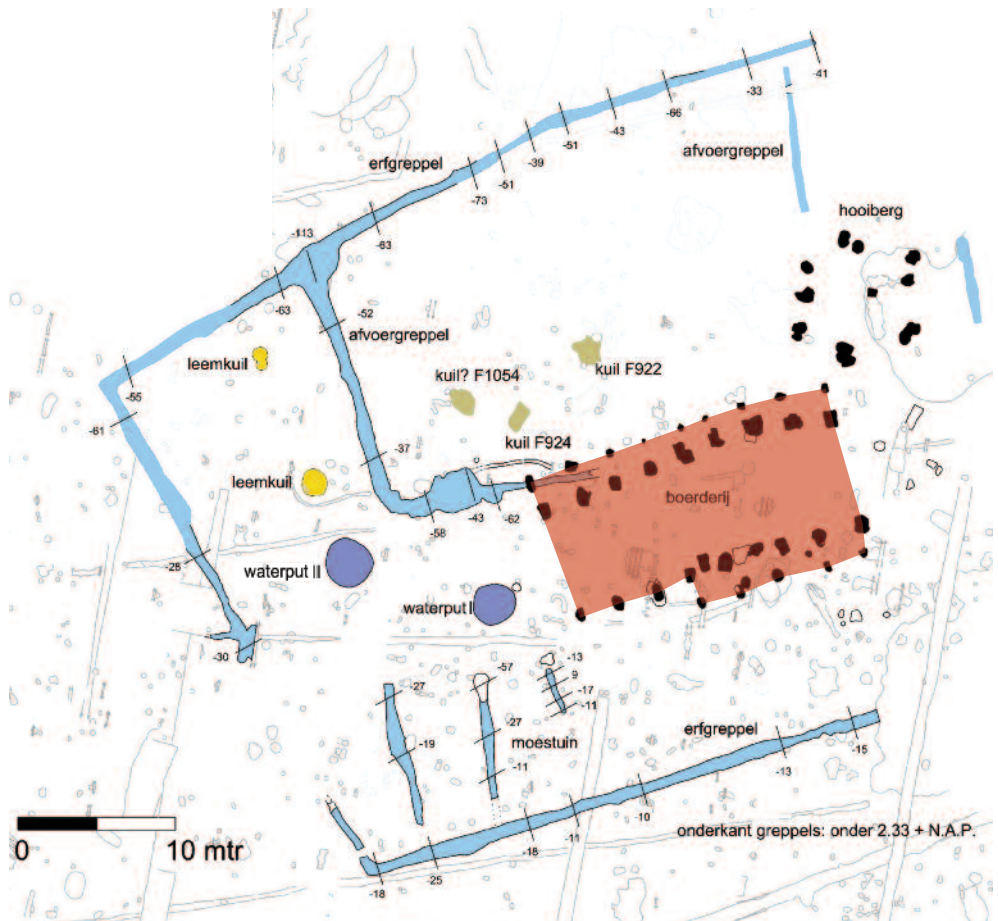 -41
-33
-66
-43
-51
-39
-51
-73
erfgreppel
afvoergreppel
-63
-113
hooiberg
-63
-52
afvoergreppel
leemkuil
kuil? F1054
kuil F922
-55
-61
kuil F924
-37
leemkuil
boerderij
-58
-43
-62
-28
waterput II
waterput I
-30
-27
-57
-13
9
-17
-11
-19
-27
moestuin
-11
erfgreppel
-15
-13
-10
-11
-18
-25
-18
onderkant greppels: onder 2.33 + N.A.P.
0 10 mtr